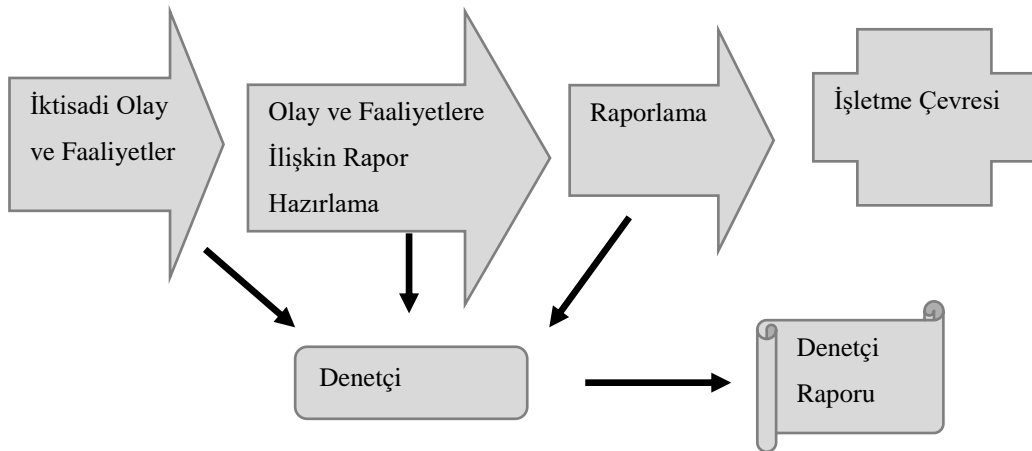 İktisadi Olay
ve Faaliyetler
Olay ve Faaliyetlere
İlişkin Rapor
Hazırlama
Raporlama
İşletme Çevresi
Denetçi
Denetçi
Raporu